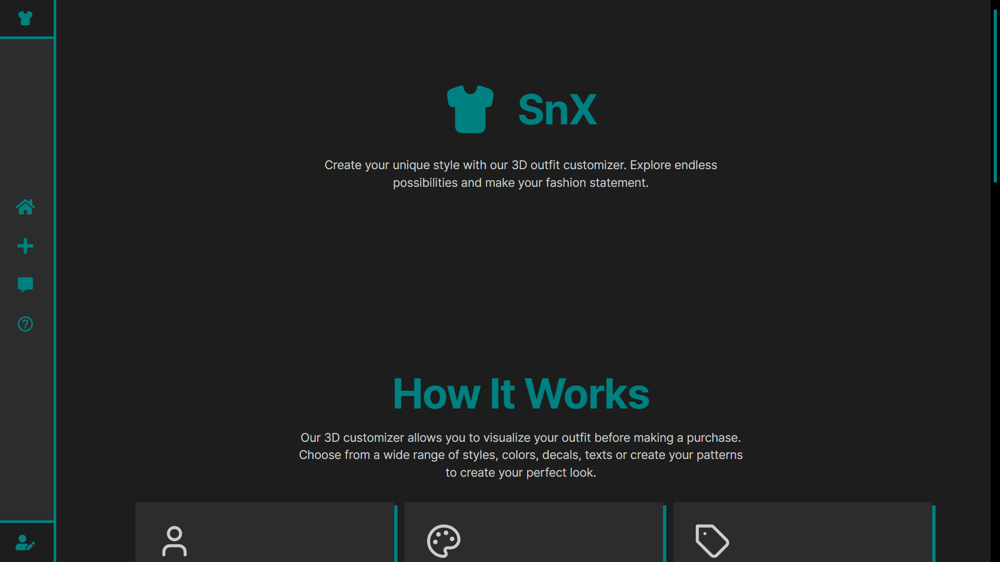 SnX
Create your unique style with our 3D outfit customizer. Explore endless
possibilities and make your fashion statement.
How It Works
Our 3D customizer allows you to visualize your outfit before making a purchase.
Choose from a wide range of styles, colors, decals, texts or create your patterns
to create your perfect look.